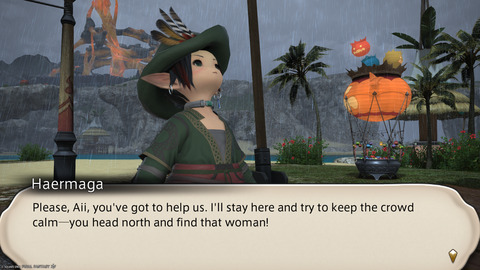 Haermaga
Please, Aii, you've got to help us. I'll stay here and try to keep the crowd
calm—you head north and find that woman!